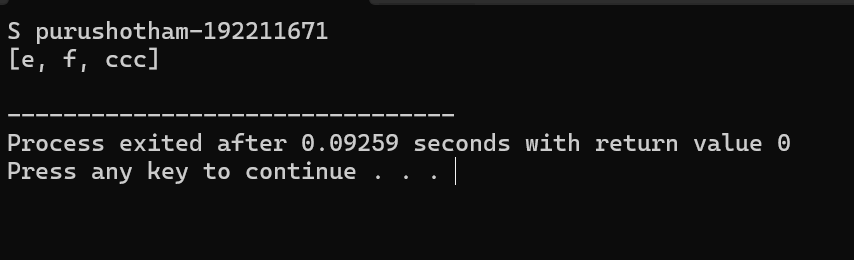 S purushotham-192211671
[e, f, ccc]
--------------------------------
Process exited after 0.09259 seconds with return value 0
Press any key to continue . . .